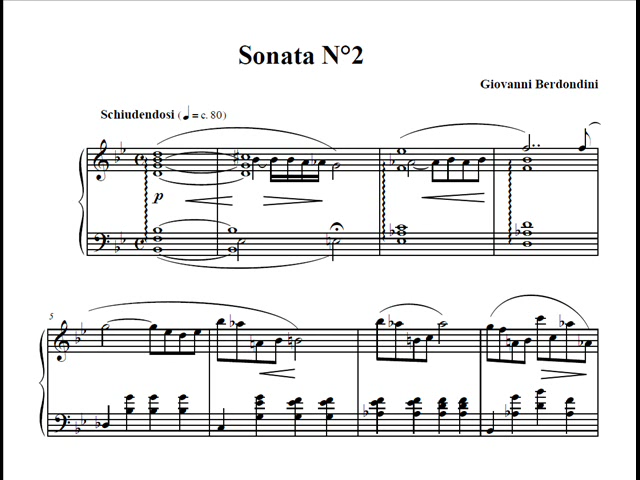 Sonata N°2
Giovanni Berdondini
Schiudendosi (♩ = c. 80)
p
5